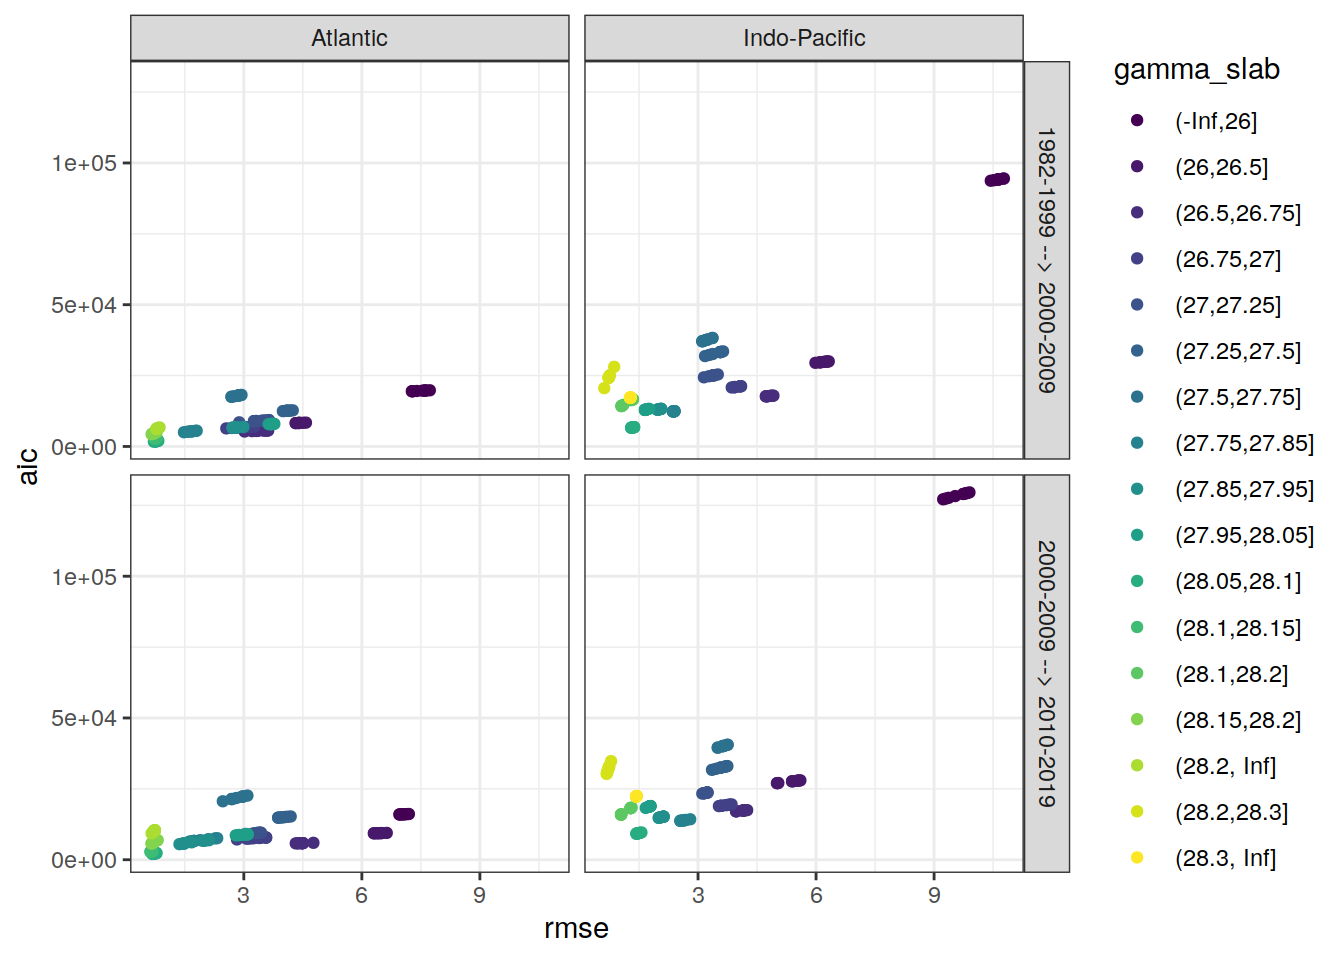 Atlantic
Indo-Pacific
1982-1999 --> 2000-2009
2000-2009 --> 2010-2019
1e+05
5e+04
0e+00
1e+05
5e+04
0e+00
aic
3
6
9
3
6
9
rmse
gamma_slab
(-Inf,26]
(26,26.5]
(26.5,26.75]
(26.75,27]
(27,27.25]
(27.25,27.5]
(27.5,27.75]
(27.75,27.85]
(27.85,27.95]
(27.95,28.05]
(28.05,28.1]
(28.1,28.15]
(28.1,28.2]
(28.15,28.2]
(28.2, Inf]
(28.2,28.3]
(28.3, Inf]